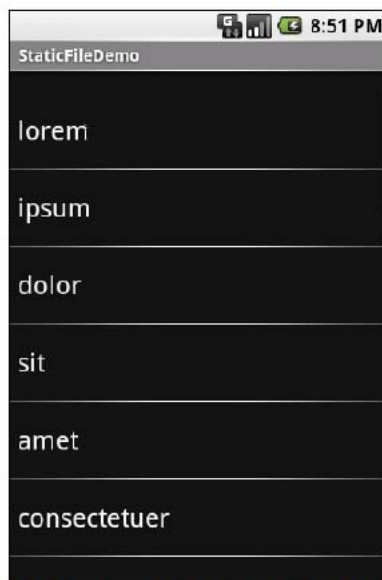 8:51 PM
StaticFileDemo
lorem
ipsum
dolor
sit
amet
consectetuer